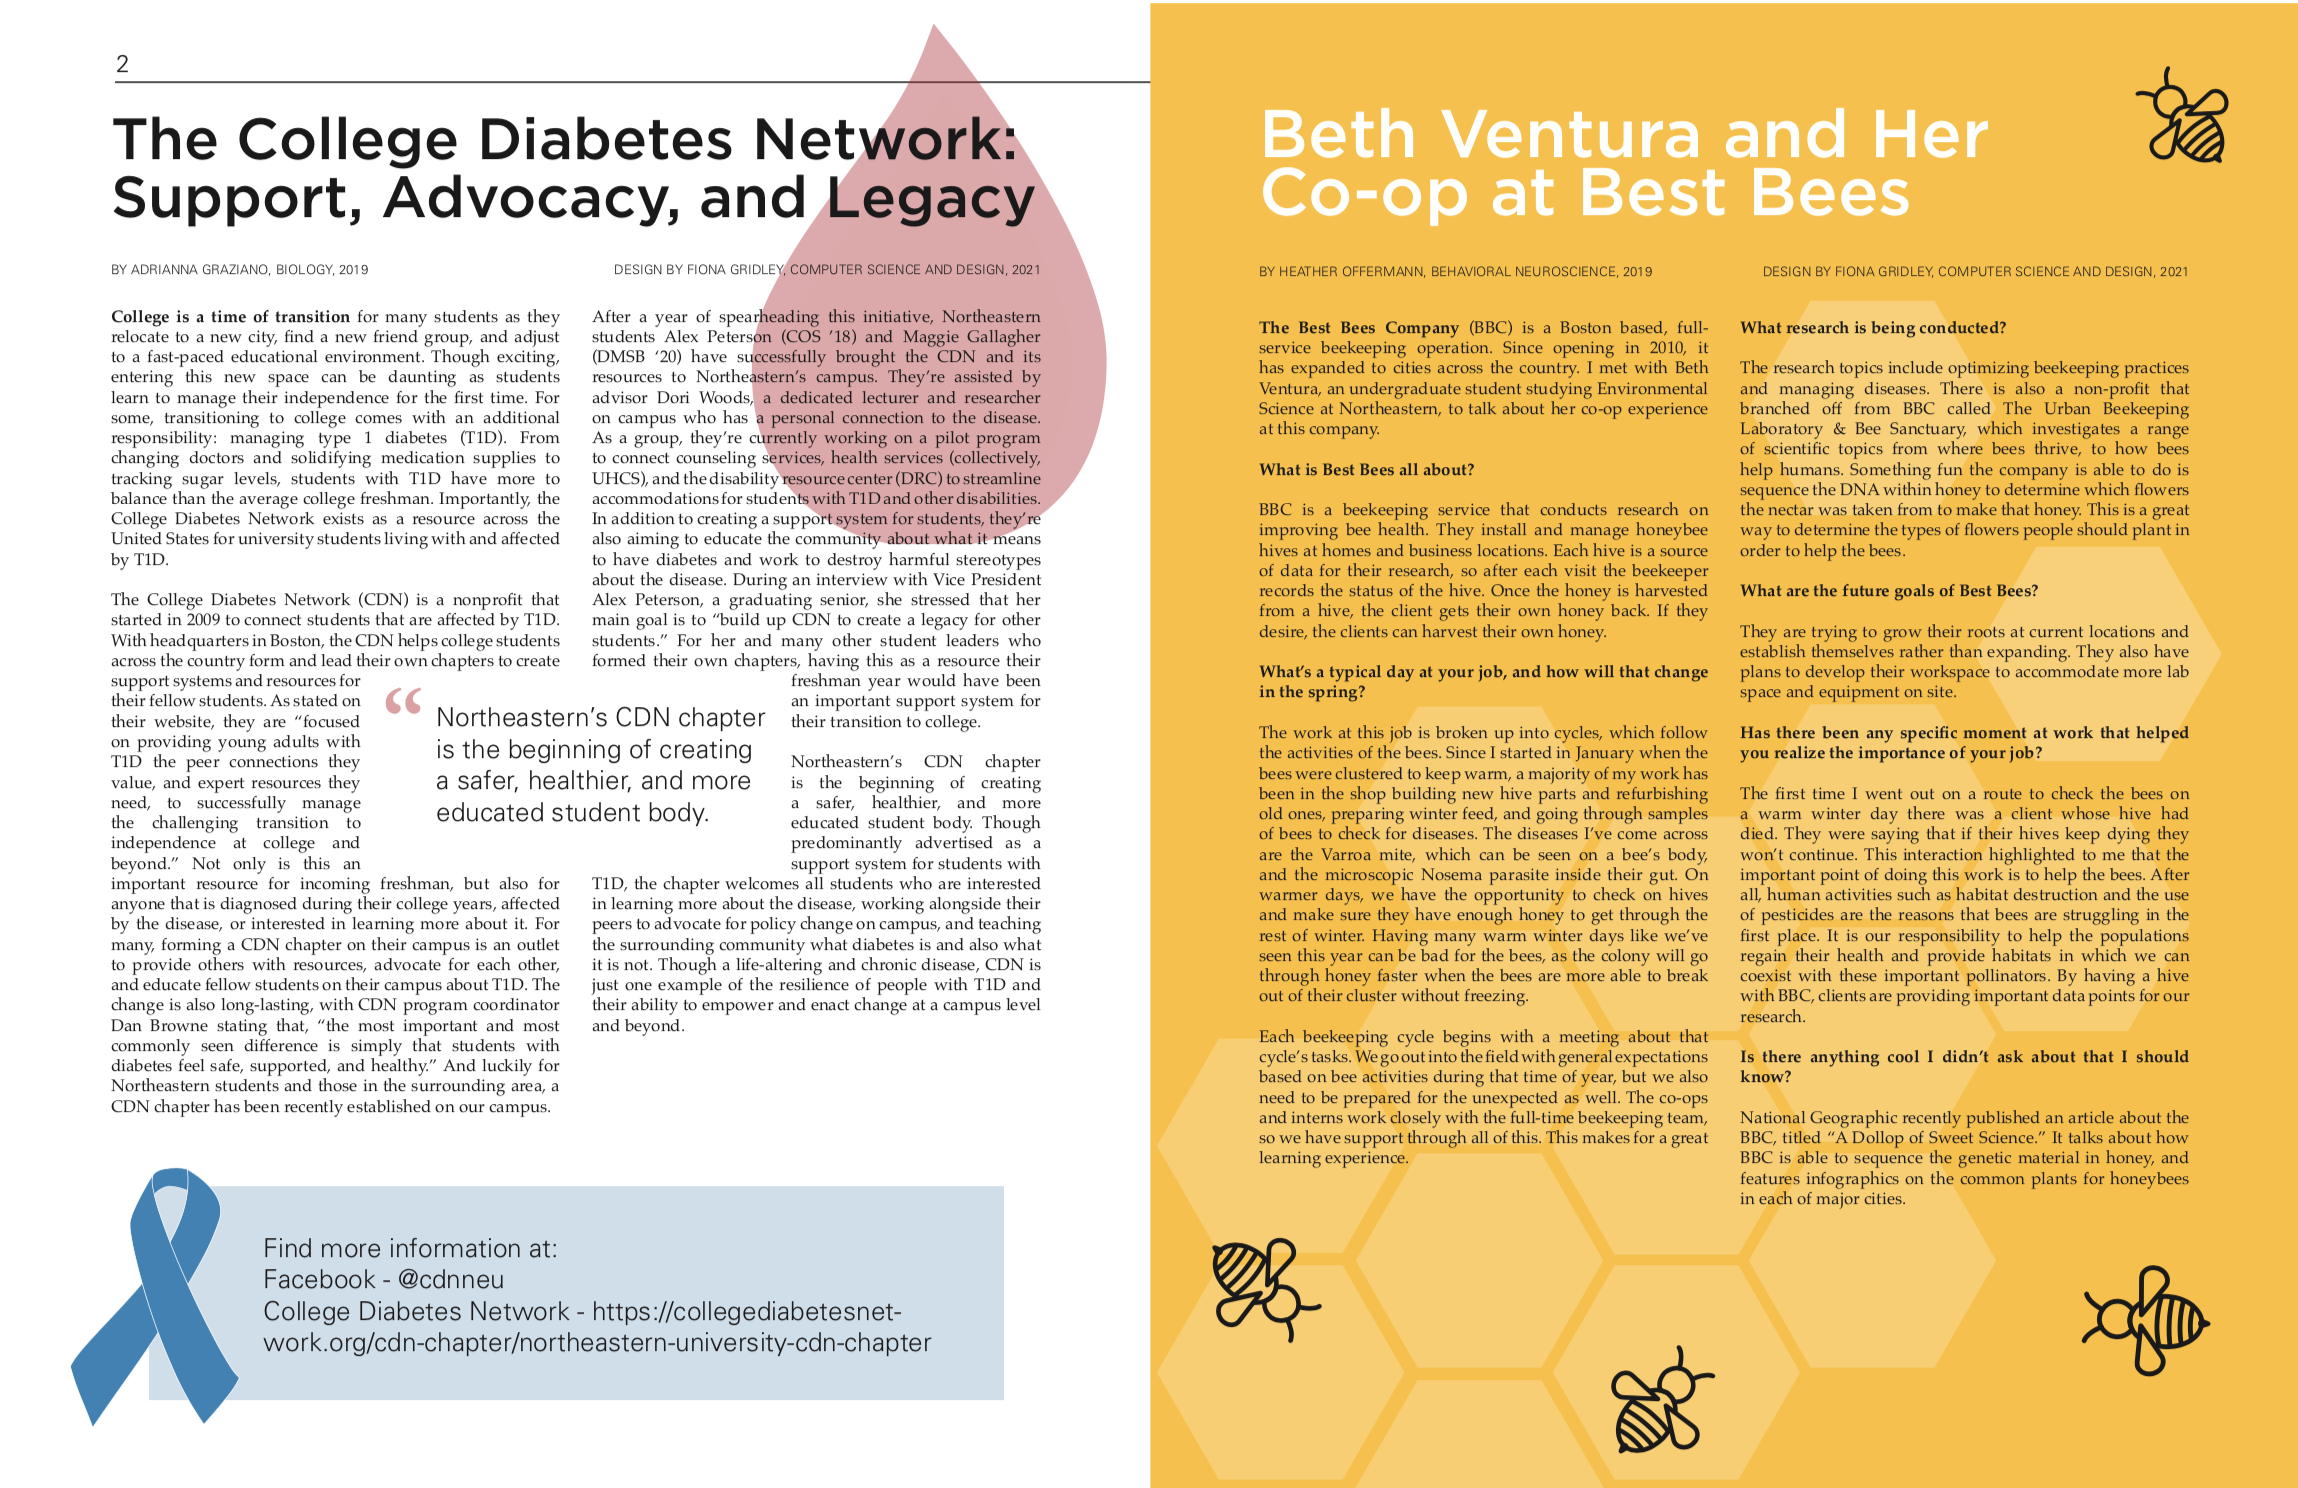 2
The College Diabetes Network:
Support, Advocacy, and Legacy
BY ADRIANNA GRAZIANO, BIOLOGY, 2019
DESIGN BY FIONA GRIDLEY, COMPUTER SCIENCE AND DESIGN, 2021
College is a time of transition for many students as they
relocate to a new city, find a new friend group, and adjust
to a fast-paced educational environment. Though exciting,
entering this new space can be daunting as students
learn to manage their independence for the first time. For
some, transitioning to college comes with an additional
responsibility: managing type 1 diabetes (T1D). From
changing doctors and solidifying medication supplies to
tracking sugar levels, students with T1D have more to
balance than the average college freshman. Importantly, the
College Diabetes Network exists as a resource across the
United States for university students living with and affected
by T1D.
The College Diabetes Network (CDN) is a nonprofit that
started in 2009 to connect students that are affected by T1D.
With headquarters in Boston, the CDN helps college students
across the country form and lead their own chapters to create
support systems and resources for
their fellow students. As stated on
their website, they are “focused
on providing young adults with
T1D the peer connections they
value, and expert resources they
need, to successfully manage
the challenging transition to
independence at college and
beyond.” Not only is this an
important resource for incoming freshman, but also for
anyone that is diagnosed during their college years, affected
by the disease, or interested in learning more about it. For
many, forming a CDN chapter on their campus is an outlet
to provide others with resources, advocate for each other,
and educate fellow students on their campus about T1D. The
change is also long-lasting, with CDN program coordinator
Dan Browne stating that, “the most important and most
commonly seen difference is simply that students with
diabetes feel safe, supported, and healthy.” And luckily for
Northeastern students and those in the surrounding area, a
CDN chapter has been recently established on our campus.
After a year of spearheading this initiative, Northeastern
students Alex Peterson (COS ’18) and Maggie Gallagher
(DMSB ‘20) have successfully brought the CDN and its
resources to Northeastern’s campus. They’re assisted by
advisor Dori Woods, a dedicated lecturer and researcher
on campus who has a personal connection to the disease.
As a group, they’re currently working on a pilot program
to connect counseling services, health services (collectively,
UHCS), and the disability resource center (DRC) to streamline
accommodations for students with T1D and other disabilities.
In addition to creating a support system for students, they’re
also aiming to educate the community about what it means
to have diabetes and work to destroy harmful stereotypes
about the disease. During an interview with Vice President
Alex Peterson, a graduating senior, she stressed that her
main goal is to “build up CDN to create a legacy for other
students.” For her and many other student leaders who
formed their own chapters, having this as a resource their
freshman year would have been
an important support system for
their transition to college.
Northeastern’s CDN chapter
is the beginning of creating
a safer, healthier, and more
educated student body. Though
predominantly advertised as a
support system for students with
T1D, the chapter welcomes all students who are interested
in learning more about the disease, working alongside their
peers to advocate for policy change on campus, and teaching
the surrounding community what diabetes is and also what
it is not. Though a life-altering and chronic disease, CDN is
just one example of the resilience of people with T1D and
their ability to empower and enact change at a campus level
and beyond.
“
Northeastern’s CDN chapter
is the beginning of creating
a safer, healthier, and more
educated student body.
Find more information at:
Facebook - @cdnneu
College Diabetes Network - https://collegediabetesnet-
work.org/cdn-chapter/northeastern-university-cdn-chapter
Beth Ventura and Her
Co-op at Best Bees
BY HEATHER OFFERMANN, BEHAVIORAL NEUROSCIENCE, 2019
DESIGN BY FIONA GRIDLEY, COMPUTER SCIENCE AND DESIGN, 2021
The Best Bees Company (BBC) is a Boston based, full-
service beekeeping operation. Since opening in 2010, it
has expanded to cities across the country. I met with Beth
Ventura, an undergraduate student studying Environmental
Science at Northeastern, to talk about her co-op experience
at this company.
What is Best Bees all about?
BBC is a beekeeping service that conducts research on
improving bee health. They install and manage honeybee
hives at homes and business locations. Each hive is a source
of data for their research, so after each visit the beekeeper
records the status of the hive. Once the honey is harvested
from a hive, the client gets their own honey back. If they
desire, the clients can harvest their own honey.
What’s a typical day at your job, and how will that change
in the spring?
The work at this job is broken up into cycles, which follow
the activities of the bees. Since I started in January when the
bees were clustered to keep warm, a majority of my work has
been in the shop building new hive parts and refurbishing
old ones, preparing winter feed, and going through samples
of bees to check for diseases. The diseases I’ve come across
are the Varroa mite, which can be seen on a bee’s body,
and the microscopic Nosema parasite inside their gut. On
warmer days, we have the opportunity to check on hives
and make sure they have enough honey to get through the
rest of winter. Having many warm winter days like we’ve
seen this year can be bad for the bees, as the colony will go
through honey faster when the bees are more able to break
out of their cluster without freezing.
Each beekeeping cycle begins with a meeting about that
cycle’s tasks. We go out into the field with general expectations
based on bee activities during that time of year, but we also
need to be prepared for the unexpected as well. The co-ops
and interns work closely with the full-time beekeeping team,
so we have support through all of this. This makes for a great
learning experience.
What research is being conducted?
The research topics include optimizing beekeeping practices
and managing diseases. There is also a non-profit that
branched off from BBC called The Urban Beekeeping
Laboratory & Bee Sanctuary, which investigates a range
of scientific topics from where bees thrive, to how bees
help humans. Something fun the company is able to do is
sequence the DNA within honey to determine which flowers
the nectar was taken from to make that honey. This is a great
way to determine the types of flowers people should plant in
order to help the bees.
What are the future goals of Best Bees?
They are trying to grow their roots at current locations and
establish themselves rather than expanding. They also have
plans to develop their workspace to accommodate more lab
space and equipment on site.
Has there been any specific moment at work that helped
you realize the importance of your job?
The first time I went out on a route to check the bees on
a warm winter day there was a client whose hive had
died. They were saying that if their hives keep dying they
won’t continue. This interaction highlighted to me that the
important point of doing this work is to help the bees. After
all, human activities such as habitat destruction and the use
of pesticides are the reasons that bees are struggling in the
first place. It is our responsibility to help the populations
regain their health and provide habitats in which we can
coexist with these important pollinators. By having a hive
with BBC, clients are providing important data points for our
research.
Is there anything cool I didn’t ask about that I should
know?
National Geographic recently published an article about the
BBC, titled “A Dollop of Sweet Science.” It talks about how
BBC is able to sequence the genetic material in honey, and
features infographics on the common plants for honeybees
in each of major cities.